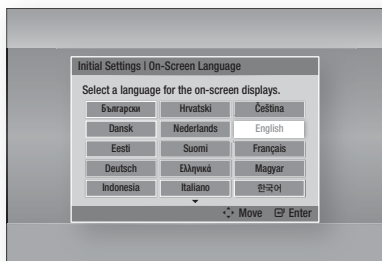 Initial Settings | On-Screen Language
Select a language for the on-screen displays.
Български Hrvatski Čeština
Dansk Nederlands English
Eesti Suomi Français
Deutsch Ελληνικά Magyar
Indonesia Italiano 한국어
Move Enter